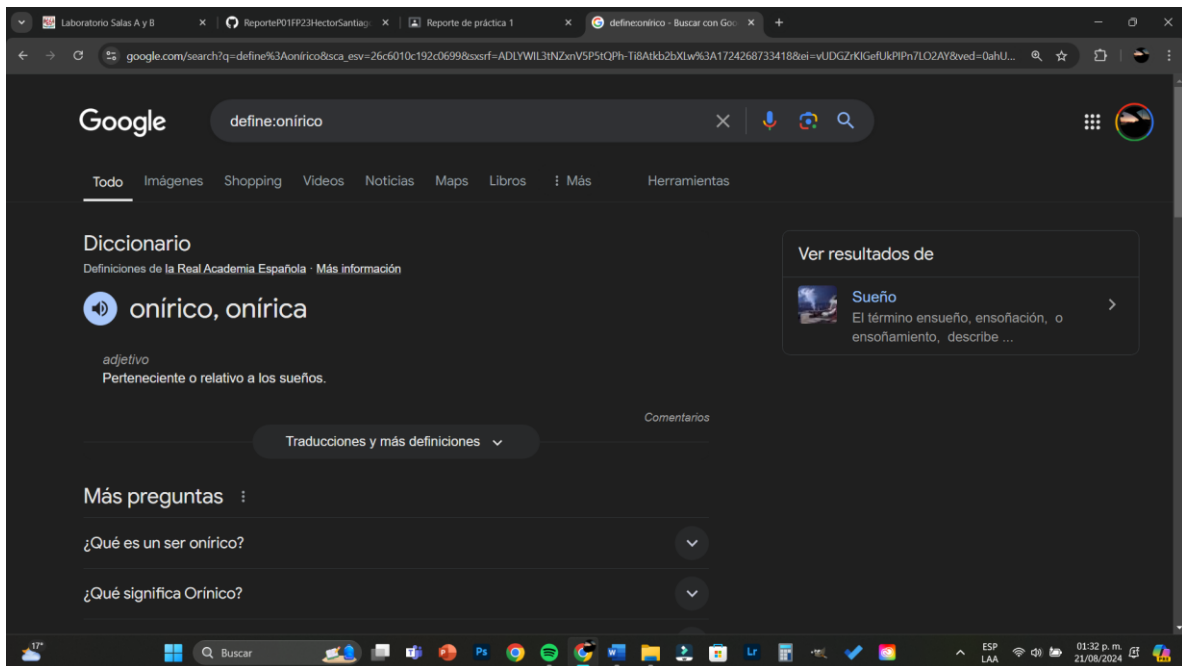 Laboratorio Salas A y B
ReporteP01FP23HectorSantiag
Reporte de práctica 1
define:onírico - Buscar con Goo
google.com/search?q=define%3Aonírico&sca_esv=26c6010c192c0699&sxsrf=ADLYWIL3tNZxnV5P5tQPh-Ti8Atkb2bXLw%3A1724268733418&ei=vUDGZrKIGefUkPIPn7LO2AY&ved=0ahU...
Google
define:onírico
Todo Imágenes Shopping Videos Noticias Maps Libros Más Herramientas
Diccionario
Definiciones de la Real Academia Española · Más información
onírico, onírica
adjetivo
Perteneciente o relativo a los sueños.
Comentarios
Traducciones y más definiciones
Más preguntas
¿Qué es un ser onírico?
¿Qué significa Orínico?
Ver resultados de
Sueño
El término ensueño, ensoñación, o
ensoñamiento, describe ...
17°
Buscar
Ps
W
Lr
ESP
LAA
01:32 p. m.
21/08/2024